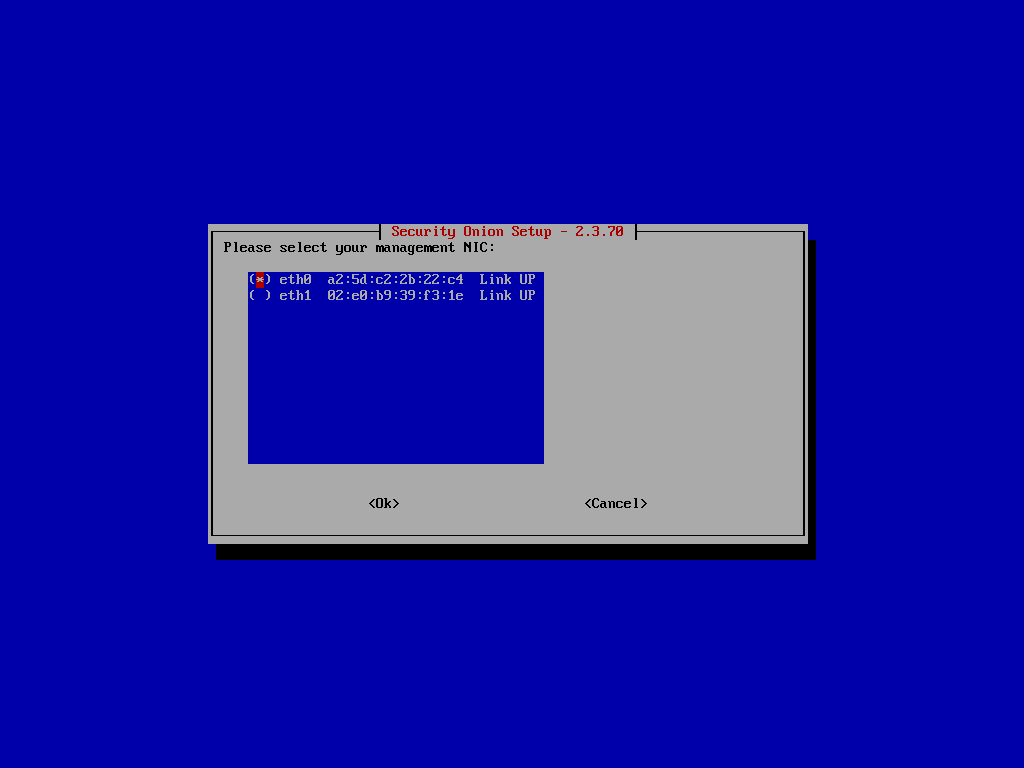 Security Onion Setup - 2.3.70
Please select your management NIC:
(*) eth0  a2:5d:c2:2b:22:c4  Link UP
( ) eth1  02:e0:b9:39:f3:1e  Link UP
<Ok> <Cancel>